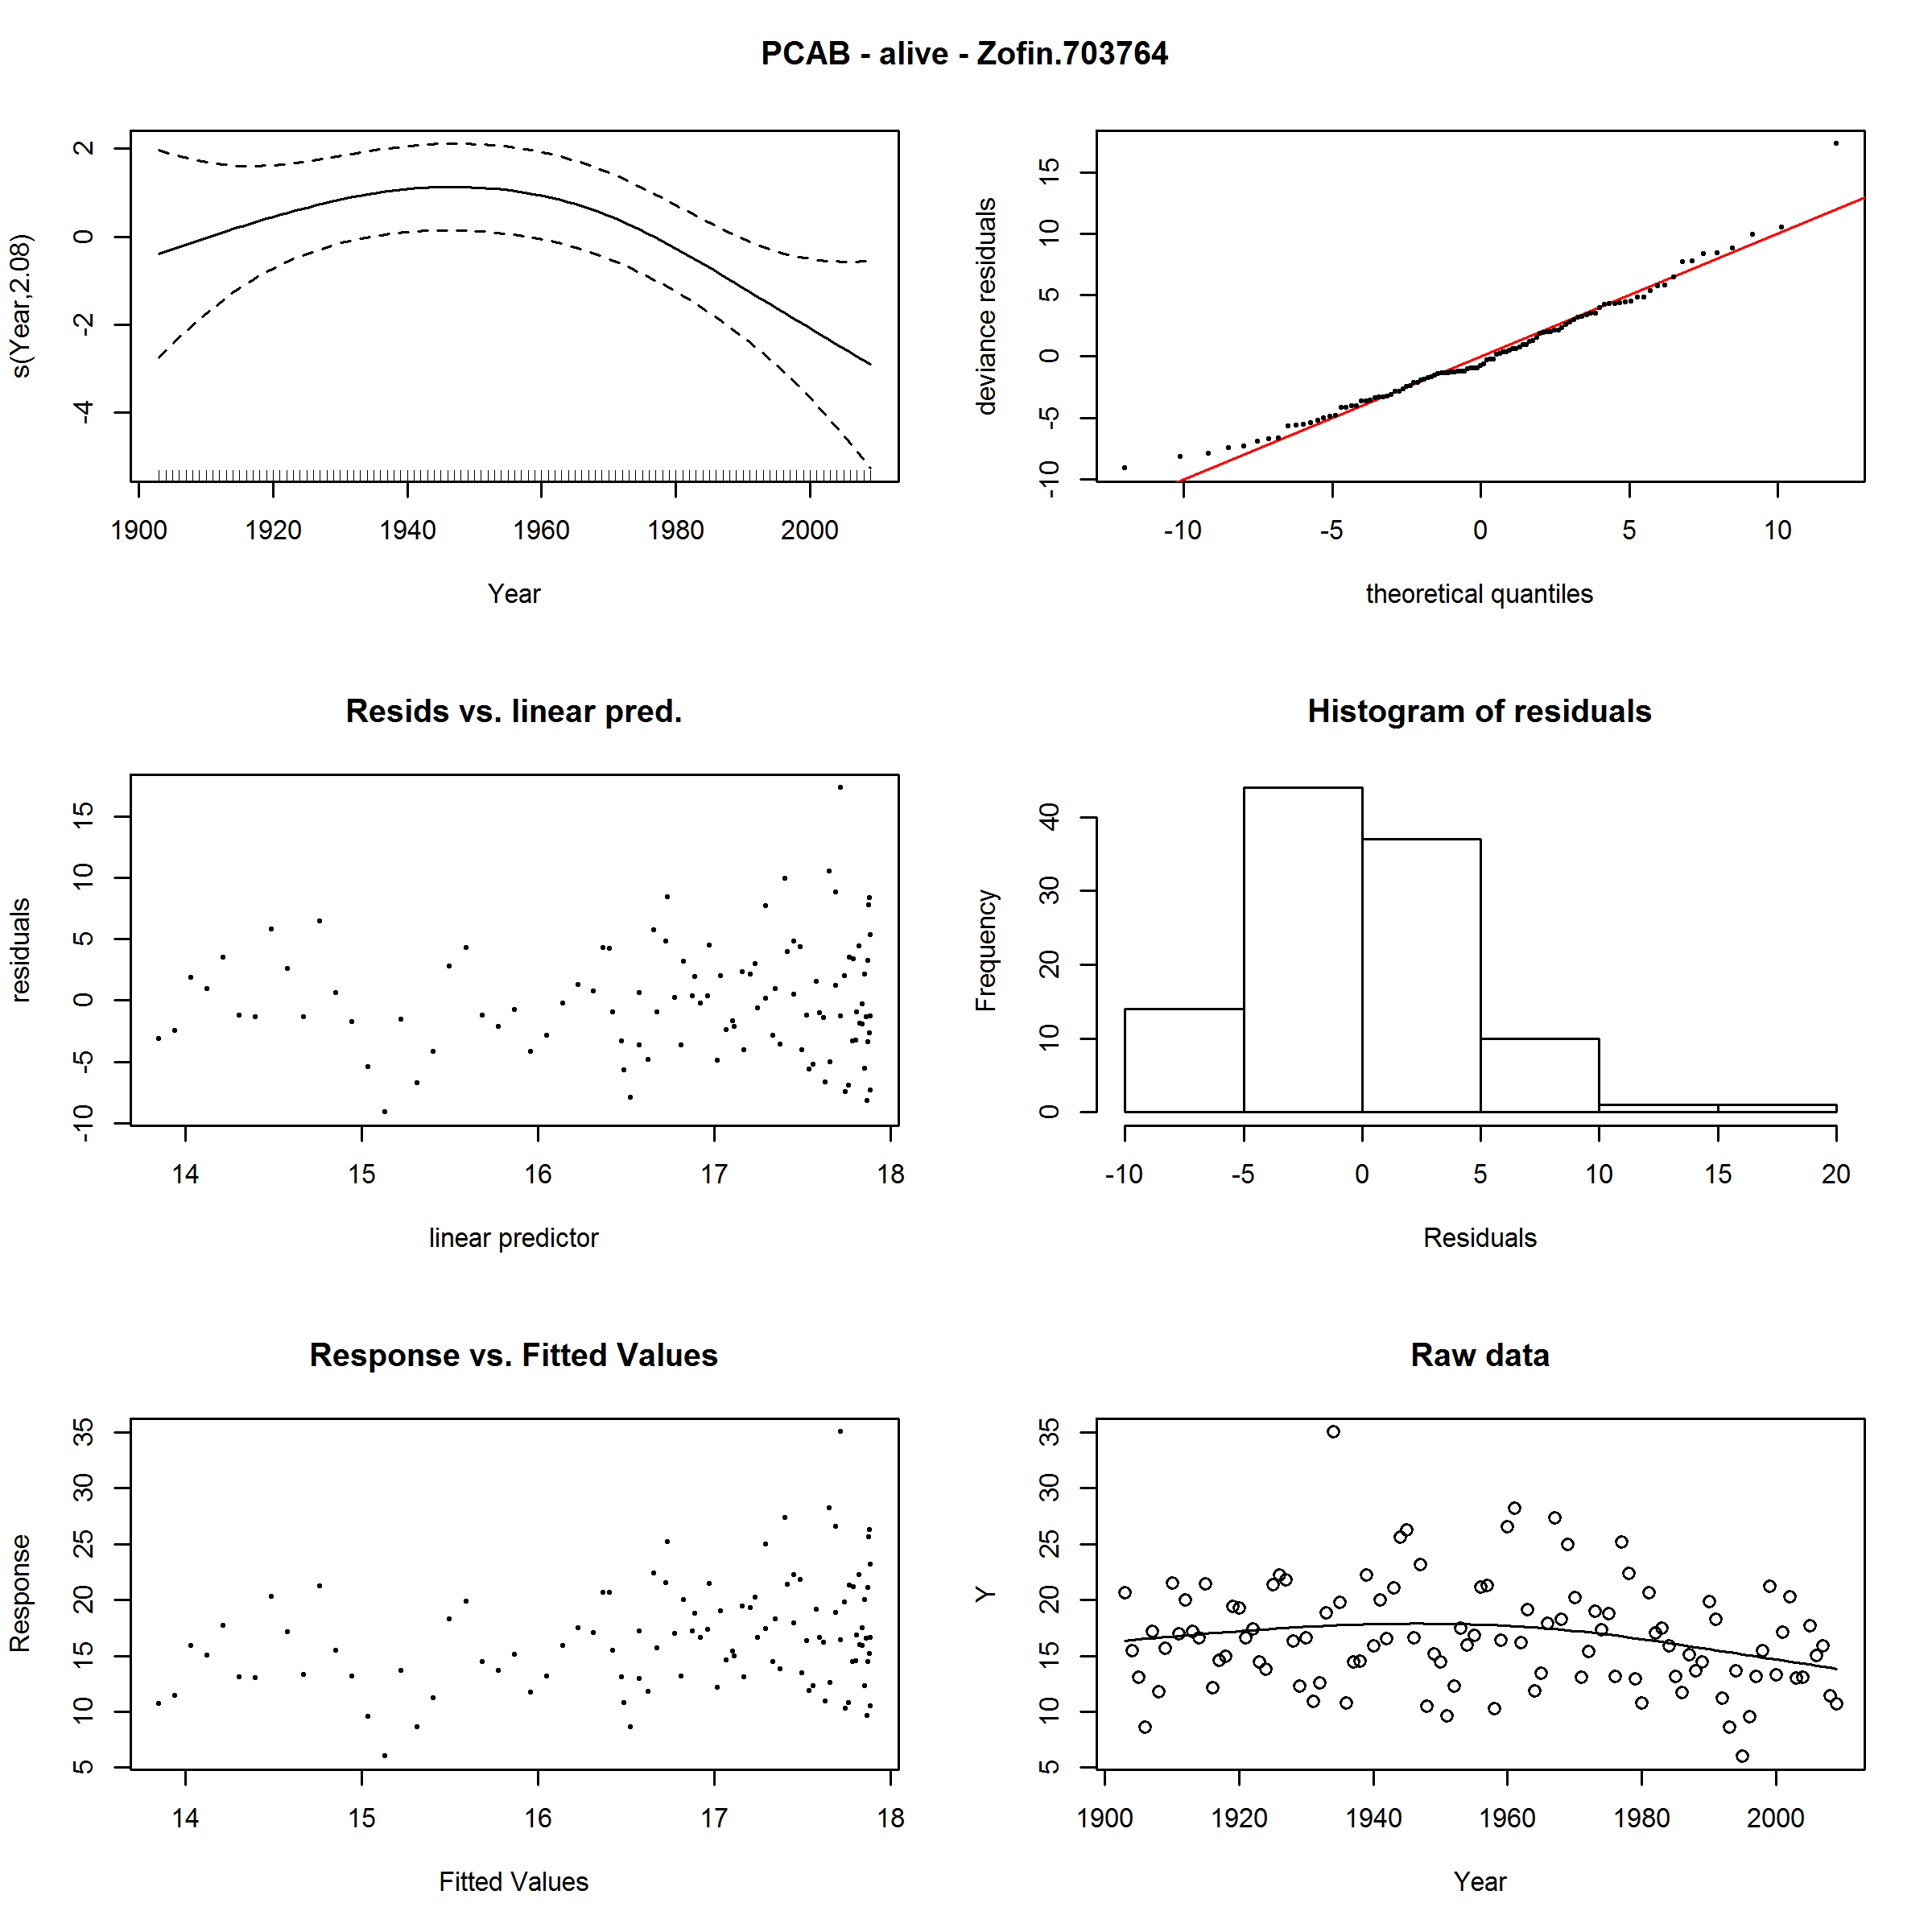 PCAB - alive - Zofin.703764
s(Year,2.08)
2
0
-2
-4
1900 1920 1940 1960 1980 2000
Year
deviance residuals
15
10
5
0
-5
-10
-10 -5 0 5 10
theoretical quantiles
Resids vs. linear pred.
residuals
15
10
5
0
-5
-10
14 15 16 17 18
linear predictor
Histogram of residuals
Frequency
40
30
20
10
0
-10 -5 0 5 10 15 20
Residuals
Response vs. Fitted Values
Response
35
30
25
20
15
10
5
14 15 16 17 18
Fitted Values
Raw data
Y
35
30
25
20
15
10
5
1900 1920 1940 1960 1980 2000
Year